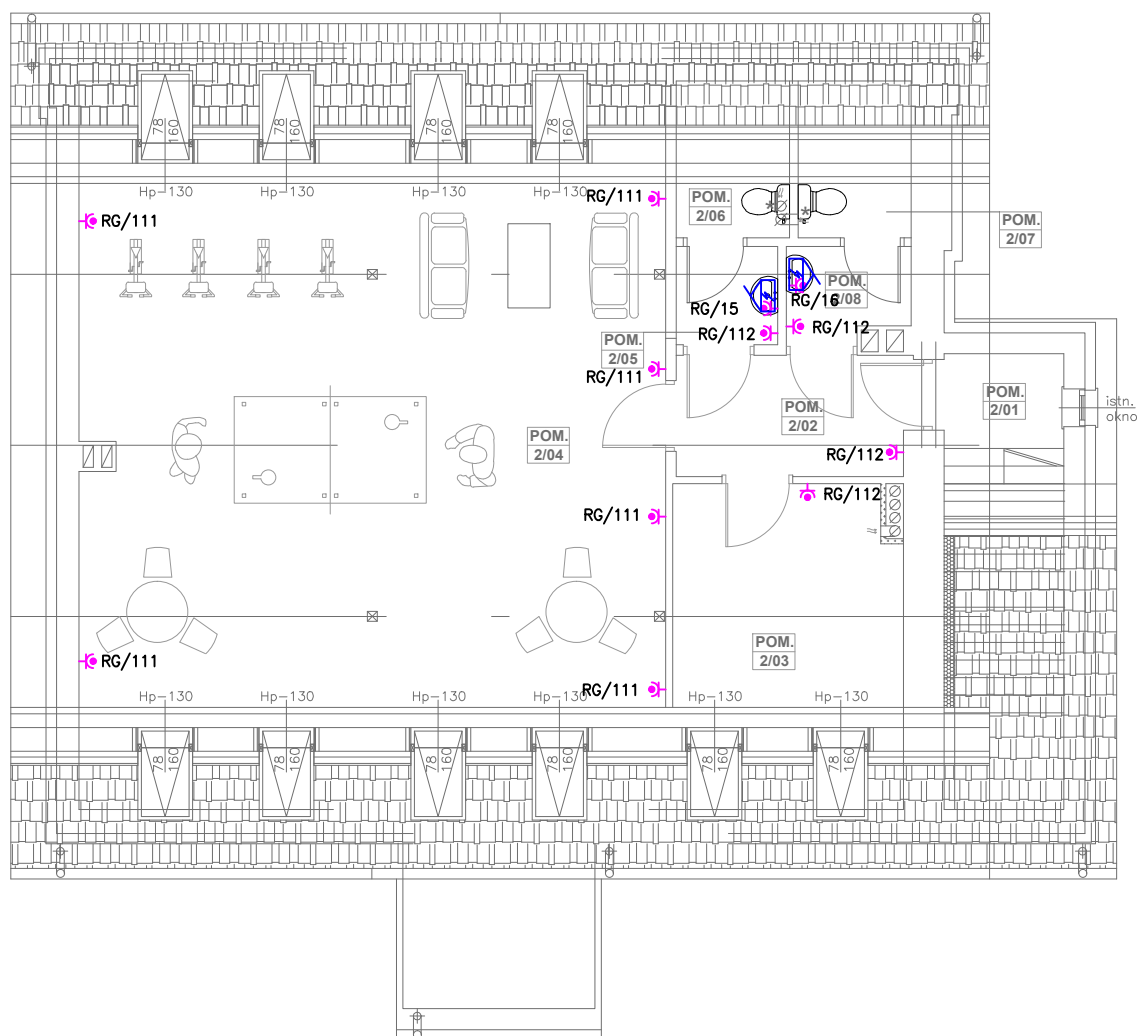 78
160
78
160
78
160
78
160
Hp-130
Hp-130
Hp-130
Hp-130
RG/111
RG/111
POM.
2/06
POM.
2/07
POM.
2/08
RG/15
RG/16
RG/112
RG/112
POM.
2/05
RG/111
POM.
2/01
istn.
okno
POM.
2/02
POM.
2/04
RG/112
RG/112
RG/111
POM.
2/03
RG/111
RG/111
Hp-130
Hp-130
Hp-130
Hp-130
Hp-130
Hp-130
78
160
78
160
78
160
78
160
78
160
78
160